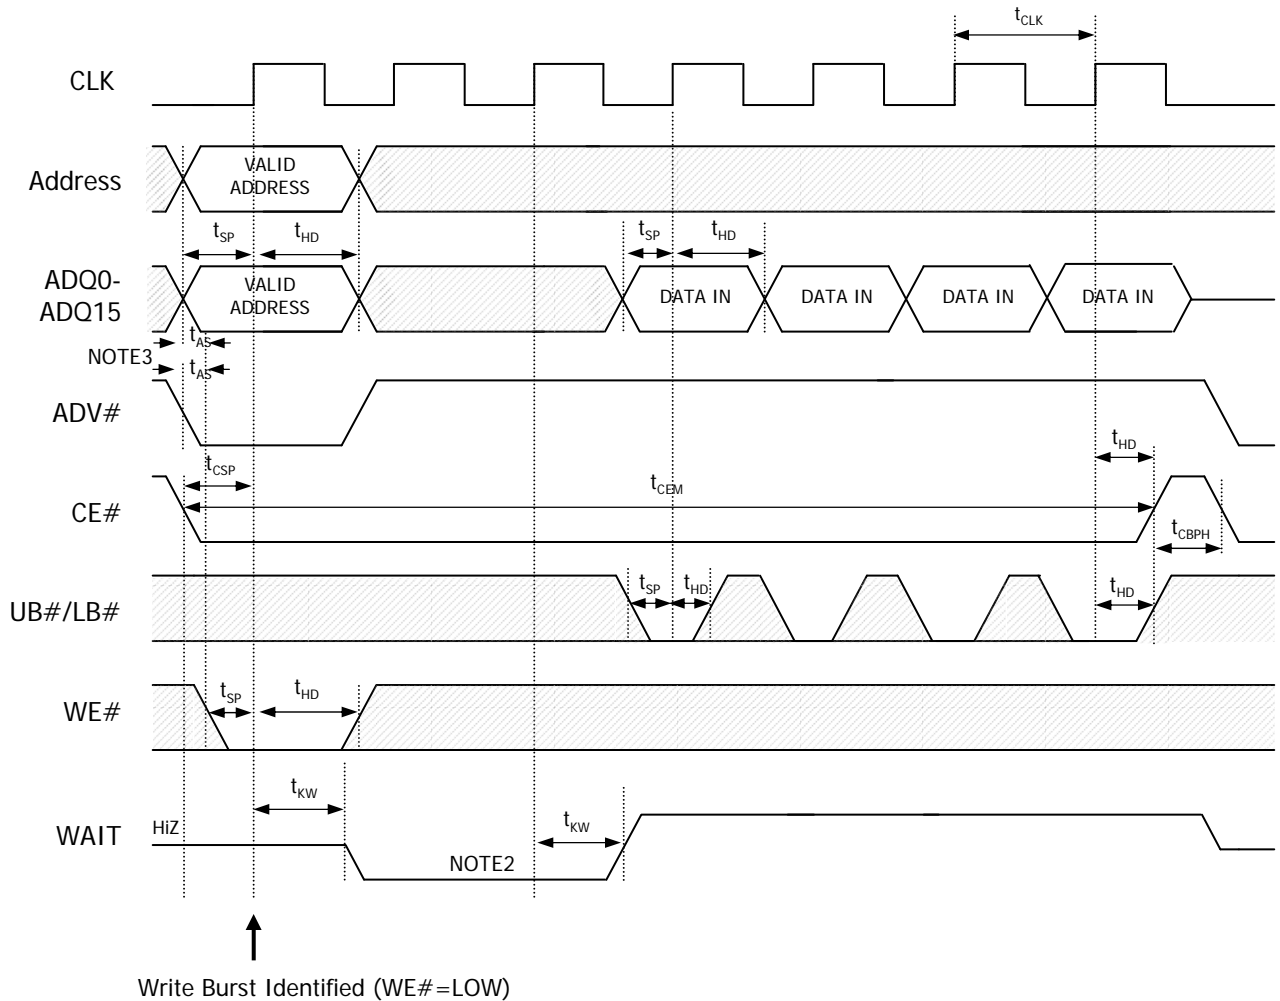 tCLK
CLK
Address
VALID
ADDRESS
tSP
tHD
tSP
tHD
ADQ0-
ADQ15
VALID
ADDRESS
DATA IN
DATA IN
DATA IN
DATA IN
tAS
NOTE3
tAS
ADV#
tHD
tCSP
tCEM
CE#
tCBPH
UB#/LB#
tSP
tHD
tHD
WE#
tSP
tHD
tKW
tKW
WAIT
HiZ
NOTE2
Write Burst Identified (WE#=LOW)